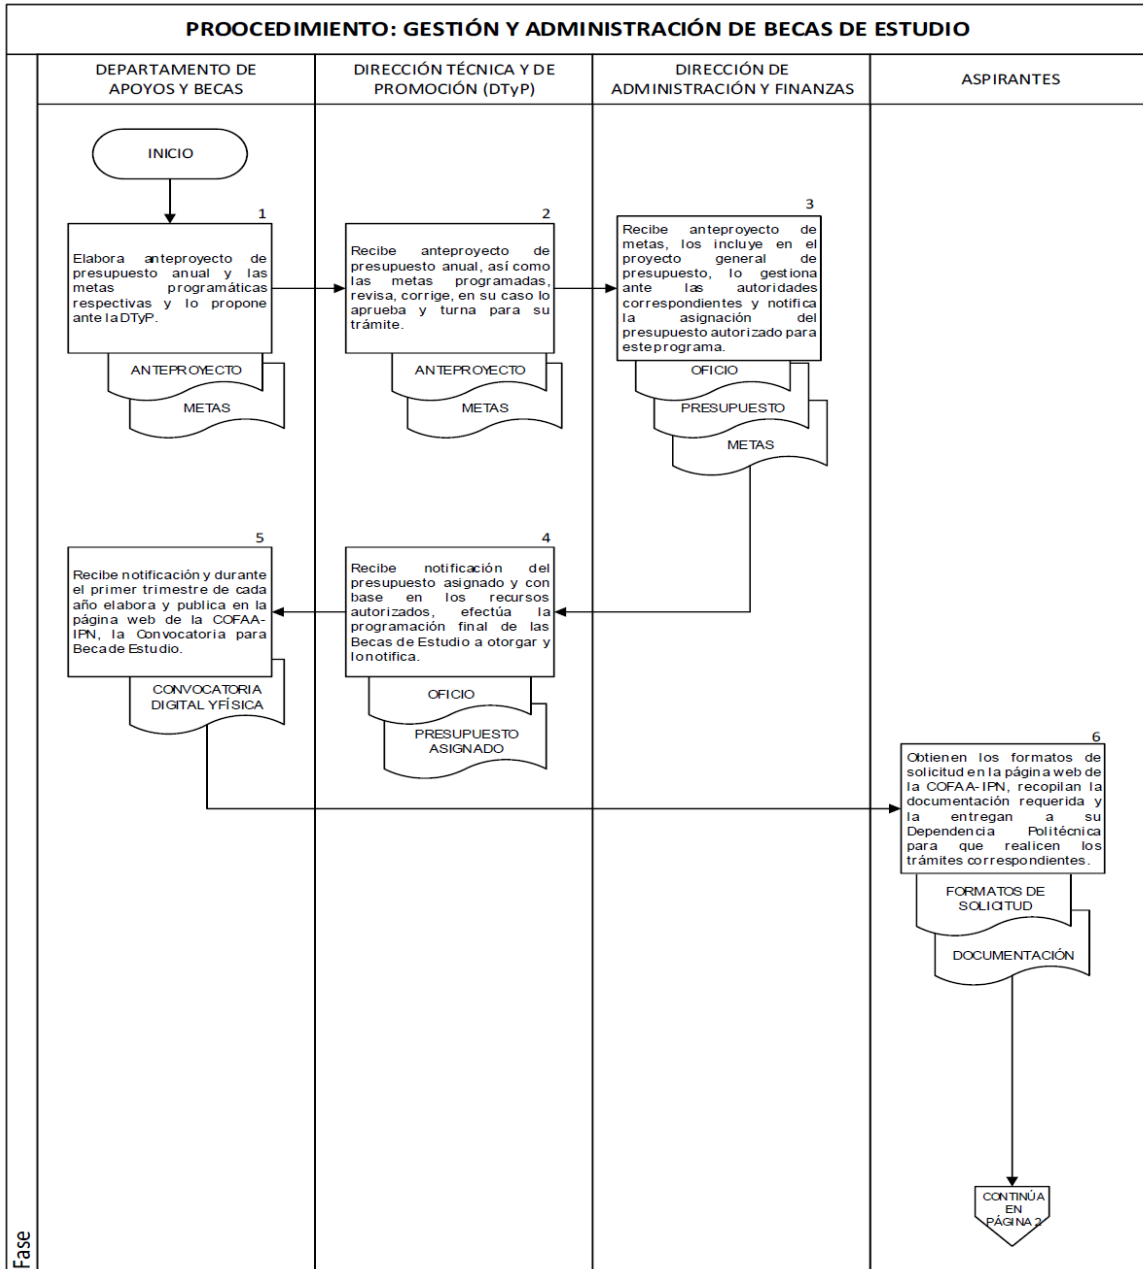 PROOCEDIMIENTO: GESTIÓN Y ADMINISTRACIÓN DE BECAS DE ESTUDIO
DEPARTAMENTO DE
APOYOS Y BECAS
DIRECCIÓN TÉCNICA Y DE
PROMOCIÓN (DTyP)
DIRECCIÓN DE
ADMINISTRACIÓN Y FINANZAS
ASPIRANTES
INICIO
1
Elabora anteproyecto de
presupuesto anual y las
metas programáticas
respectivas y lo propone
ante la DTyP.
ANTEPROYECTO
METAS
2
Recibe anteproyecto de
presupuesto anual, así como
las metas programadas,
revisa, corrige, en su caso lo
aprueba y turna para su
trámite.
ANTEPROYECTO
METAS
3
Recibe anteproyecto de
metas, los incluye en el
proyecto general de
presupuesto, lo gestiona
ante las autoridades
correspondientes y notifica
la asignación del
presupuesto autorizado para
este programa.
OFICIO
PRESUPUESTO
METAS
4
Recibe notificación del
presupuesto asignado y con
base en los recursos
autorizados, efectúa la
programación final de las
Becas de Estudio a otorgar y
lo notifica.
OFICIO
PRESUPUESTO
ASIGNADO
5
Recibe notificación y durante
el primer trimestre de cada
año elabora y publica en la
página web de la COFAA-
IPN, la Convocatoria para
Beca de Estudio.
CONVOCATORIA
DIGITAL Y FÍSICA
6
Obtienen los formatos de
solicitud en la página web de
la COFAA-IPN, recopilan la
documentación requerida y
la entregan a su
Dependencia Politécnica
para que realicen los
trámites correspondientes.
FORMATOS DE
SOLICITUD
DOCUMENTACIÓN
CONTINÚA
EN
PÁGINA 2
Fase